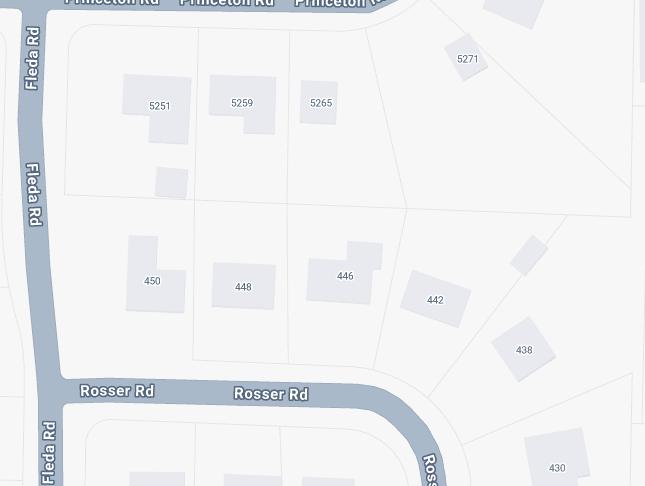 Princeton Rd
Princeton Rd
Princeton
Fleda Rd
5271
5251
5259
5265
Fleda Rd
450
448
446
442
438
Rosser Rd
Rosser Rd
Fleda Rd
Ross
430